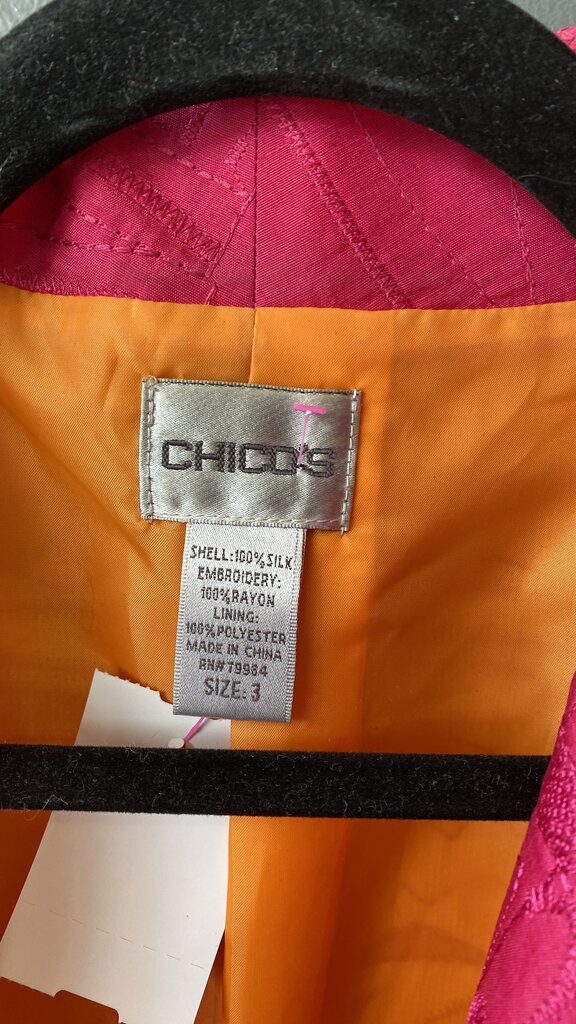 CHICO'S
SHELL:100%SILK
EMBROIDERY:
100%RAYON
LINING:
100%POLYESTER
MADE IN CHINA
RN#79984
SIZE:3